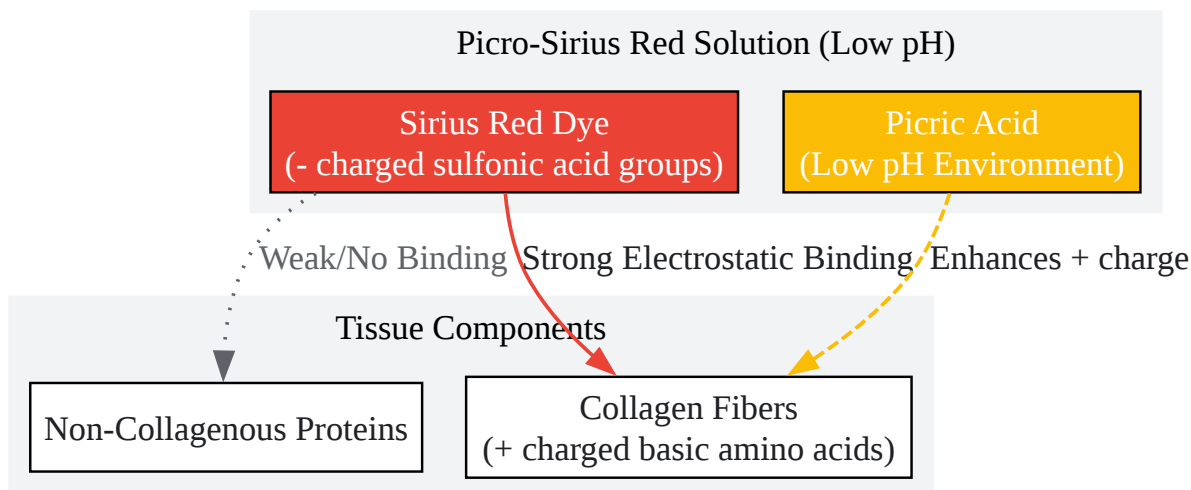 Picro-Sirius Red Solution (Low pH)
Sirius Red Dye
(- charged sulfonic acid groups)
Picric Acid
(Low pH Environment)
Weak/No Binding
Strong Electrostatic Binding
Enhances + charge
Tissue Components
Non-Collagenous Proteins
Collagen Fibers
(+ charged basic amino acids)